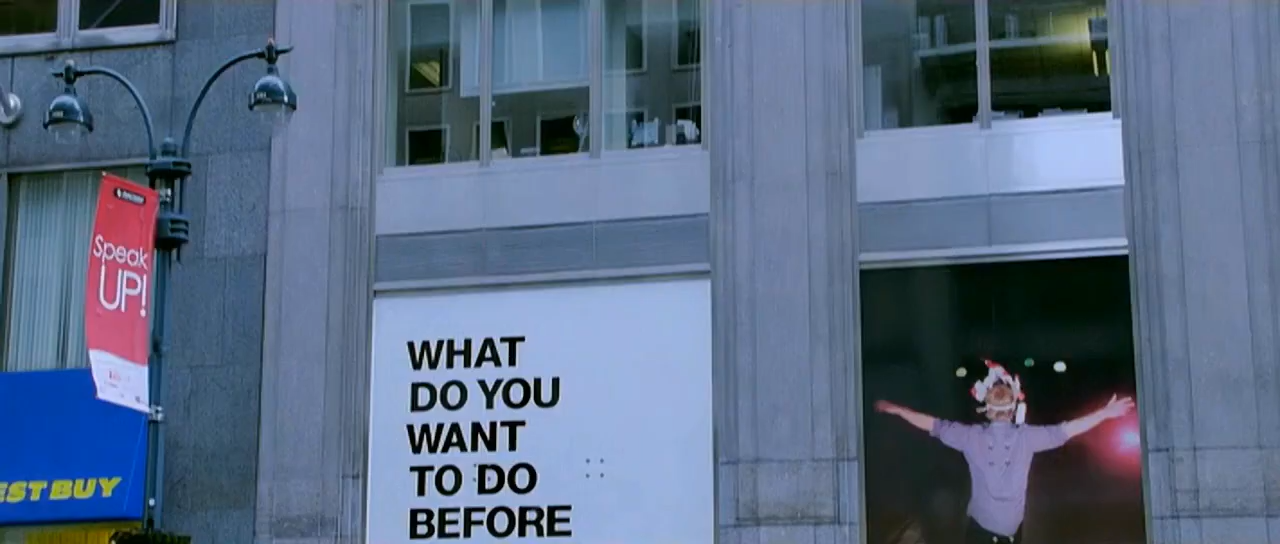 Speak
UP!
EST BUY
WHAT
DO YOU
WANT
TO DO
BEFORE